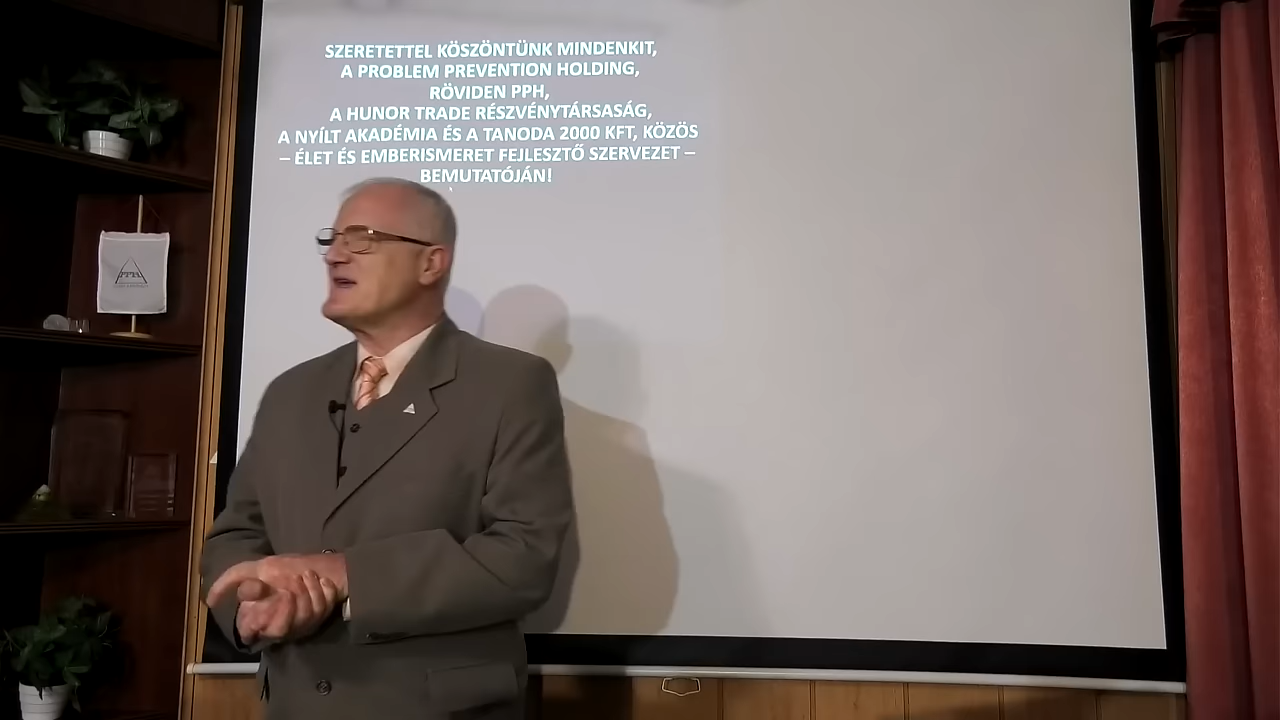 SZERETETTEL KÖSZÖNTÜNK MINDENKIT,
A PROBLEM PREVENTION HOLDING,
RÖVIDEN PPH,
A HUNOR TRADE RÉSZVÉNYTÁRSASÁG,
A NYÍLT AKADÉMIA ÉS A TANODA 2000 KFT, KÖZÖS
– ÉLET ÉS EMBERISMERET FEJLESZTŐ SZERVEZET –
BEMUTATÓJÁN!